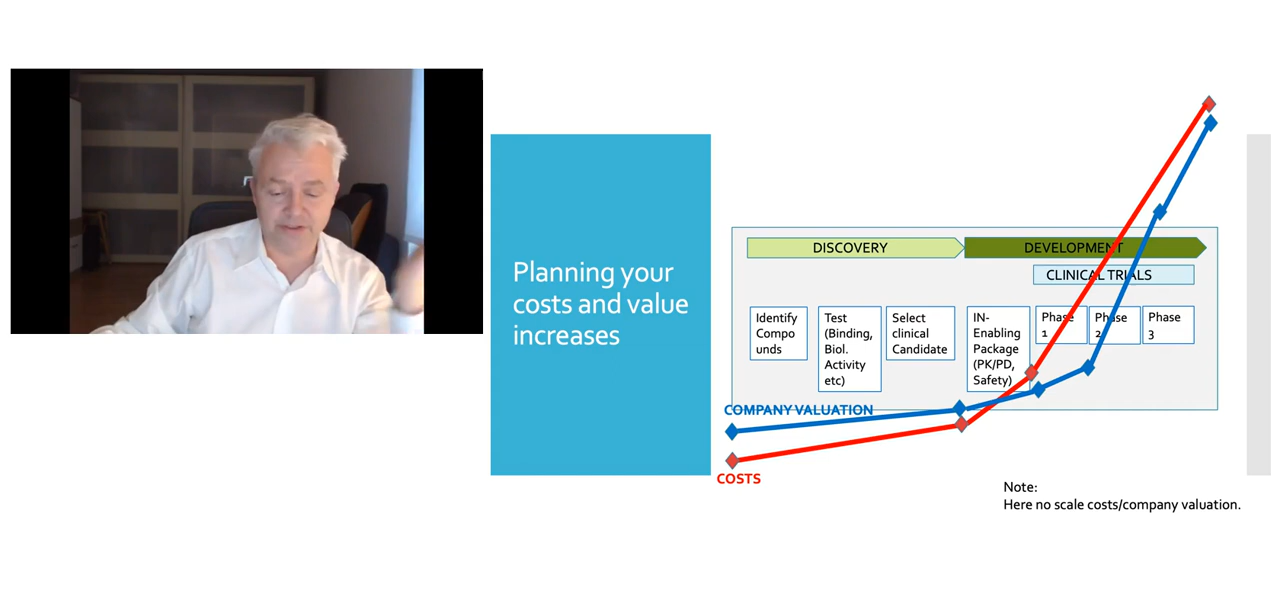 Planning your
costs and value
increases
DISCOVERY
DEVELOPMENT
CLINICAL TRIALS
Identify
Compo
unds
Test
(Binding,
Biol.
Activity
etc)
Select
clinical
Candidate
IN-
Enabling
Package
(PK/PD,
Safety)
Phase
1
Phase
2
Phase
3
COMPANY VALUATION
COSTS
Note:
Here no scale costs/company valuation.